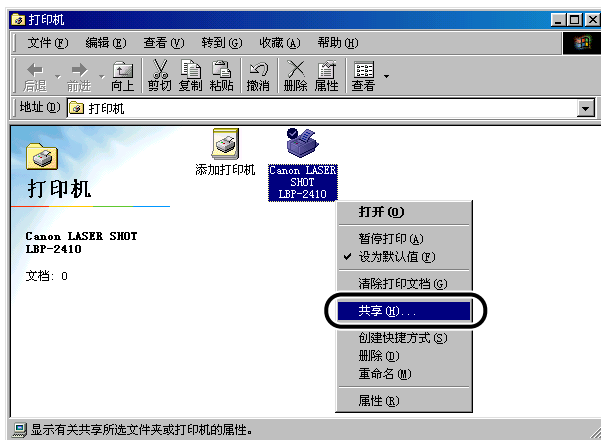 打印机
文件(F) 编辑(E) 查看(V) 转到(G) 收藏(A) 帮助(H)
后退 前进 向上 剪切 复制 粘贴 撤消 删除 属性 查看
地址(D) 打印机
添加打印机
Canon LASER
SHOT
LBP-2410
打印机
Canon LASER SHOT
LBP-2410
文档: 0
打开(O)
暂停打印(A)
设为默认值(F)
清除打印文档(G)
共享(H)...
创建快捷方式(S)
删除(D)
重命名(M)
属性(R)
显示有关共享所选文件夹或打印机的属性。